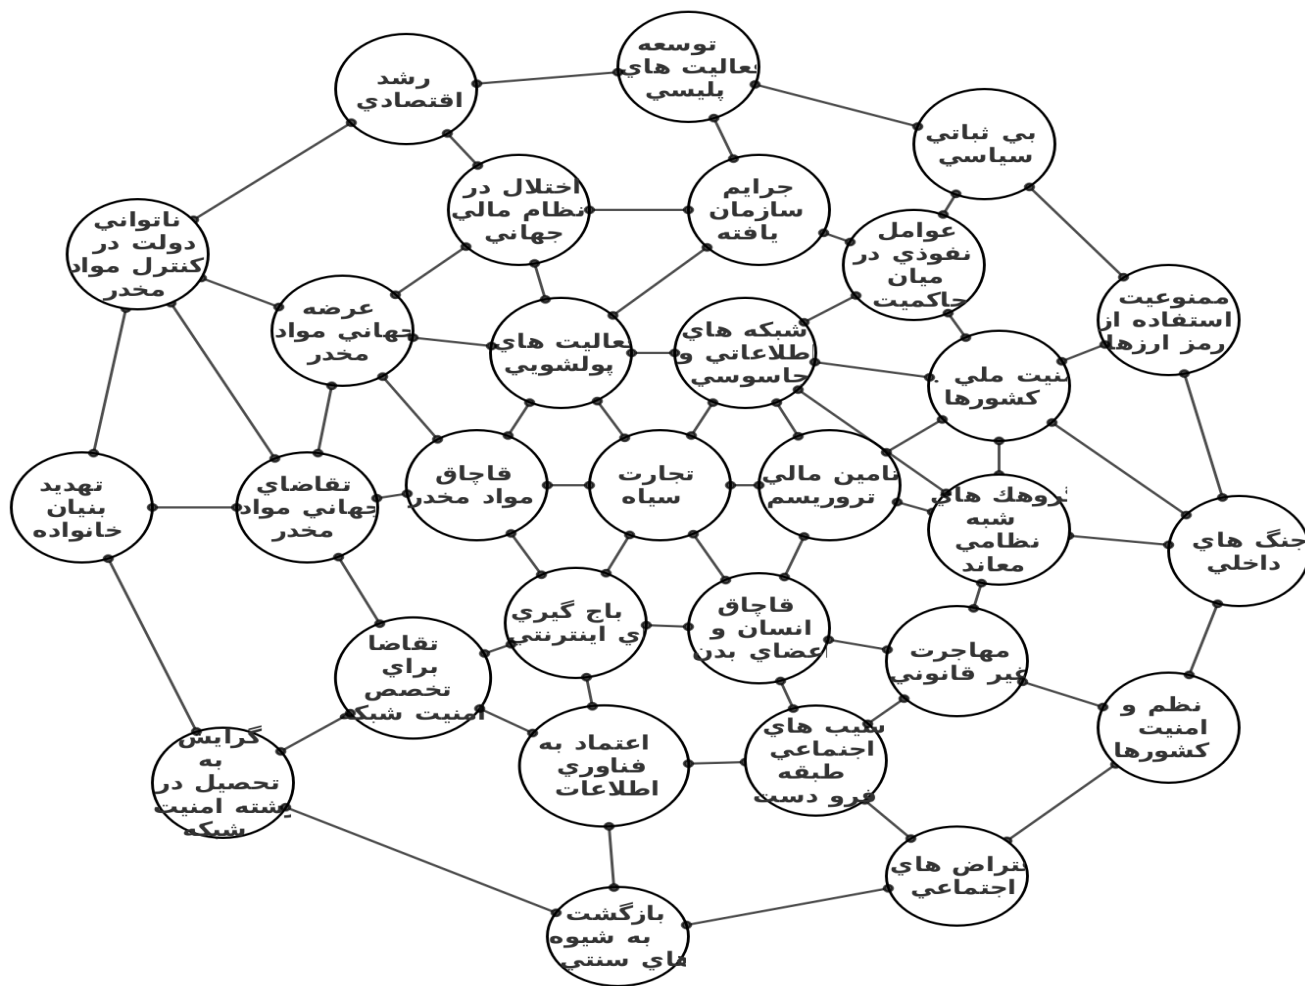 توسعه
فعاليت هاي
پليسي
رشد
اقتصادي
بي ثباتي
سياسي
اختلال در
نظام مالي
جهاني
جرايم
سازمان
يافته
ناتواني
دولت در
كنترل مواد
مخدر
عوامل
نفوذي در
ميان
حاكميت
ممنوعيت
استفاده از
رمز ارزها
عرضه
جهاني مواد
مخدر
فعاليت هاي
پولشويي
شبكه هاي
اطلاعاتي و
جاسوسي
امنيت ملي
كشورها
تهديد
بنيان
خانواده
تقاضاي
جهاني مواد
مخدر
قاچاق
مواد مخدر
تجارت
سياه
تامين مالي
تروريسم
گروهك هاي
شبه
نظامي
معاند
جنگ هاي
داخلي
باج گيري
هاي اينترنتي
قاچاق
انسان و
اعضاي بدن
تقاضا
براي
تخصص
امنيت شبكه
مهاجرت
غير قانوني
نظم و
امنيت
كشورها
گرايش
به
تحصيل در
رشته امنيت
شبكه
اعتماد به
فناوري
اطلاعات
آسيب هاي
اجتماعي
طبقه
فرو دست
اعتراض هاي
اجتماعي
بازگشت
به شيوه
هاي سنتي